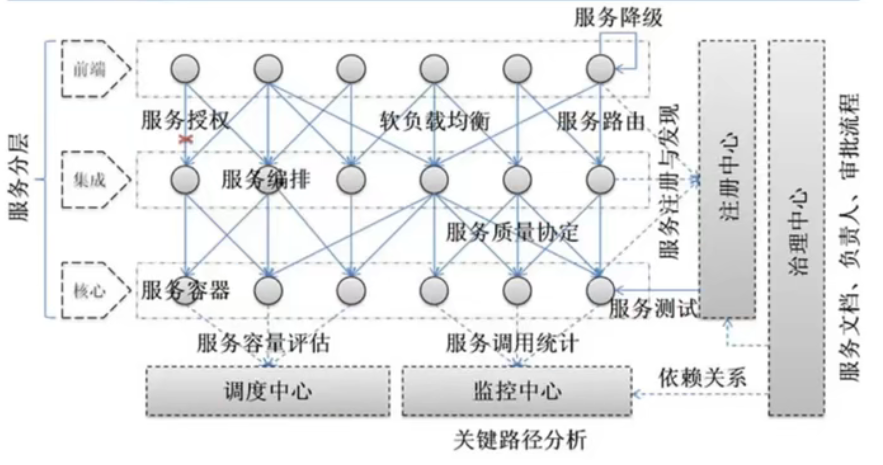 服务降级
前端
服务授权
软负载均衡
服务路由
服务分层
集成
服务编排
服务注册与发现
注册中心
治理中心
服务文档、负责人、审批流程
服务质量协定
核心
服务容器
服务测试
服务容量评估
服务调用统计
调度中心
监控中心
依赖关系
关键路径分析